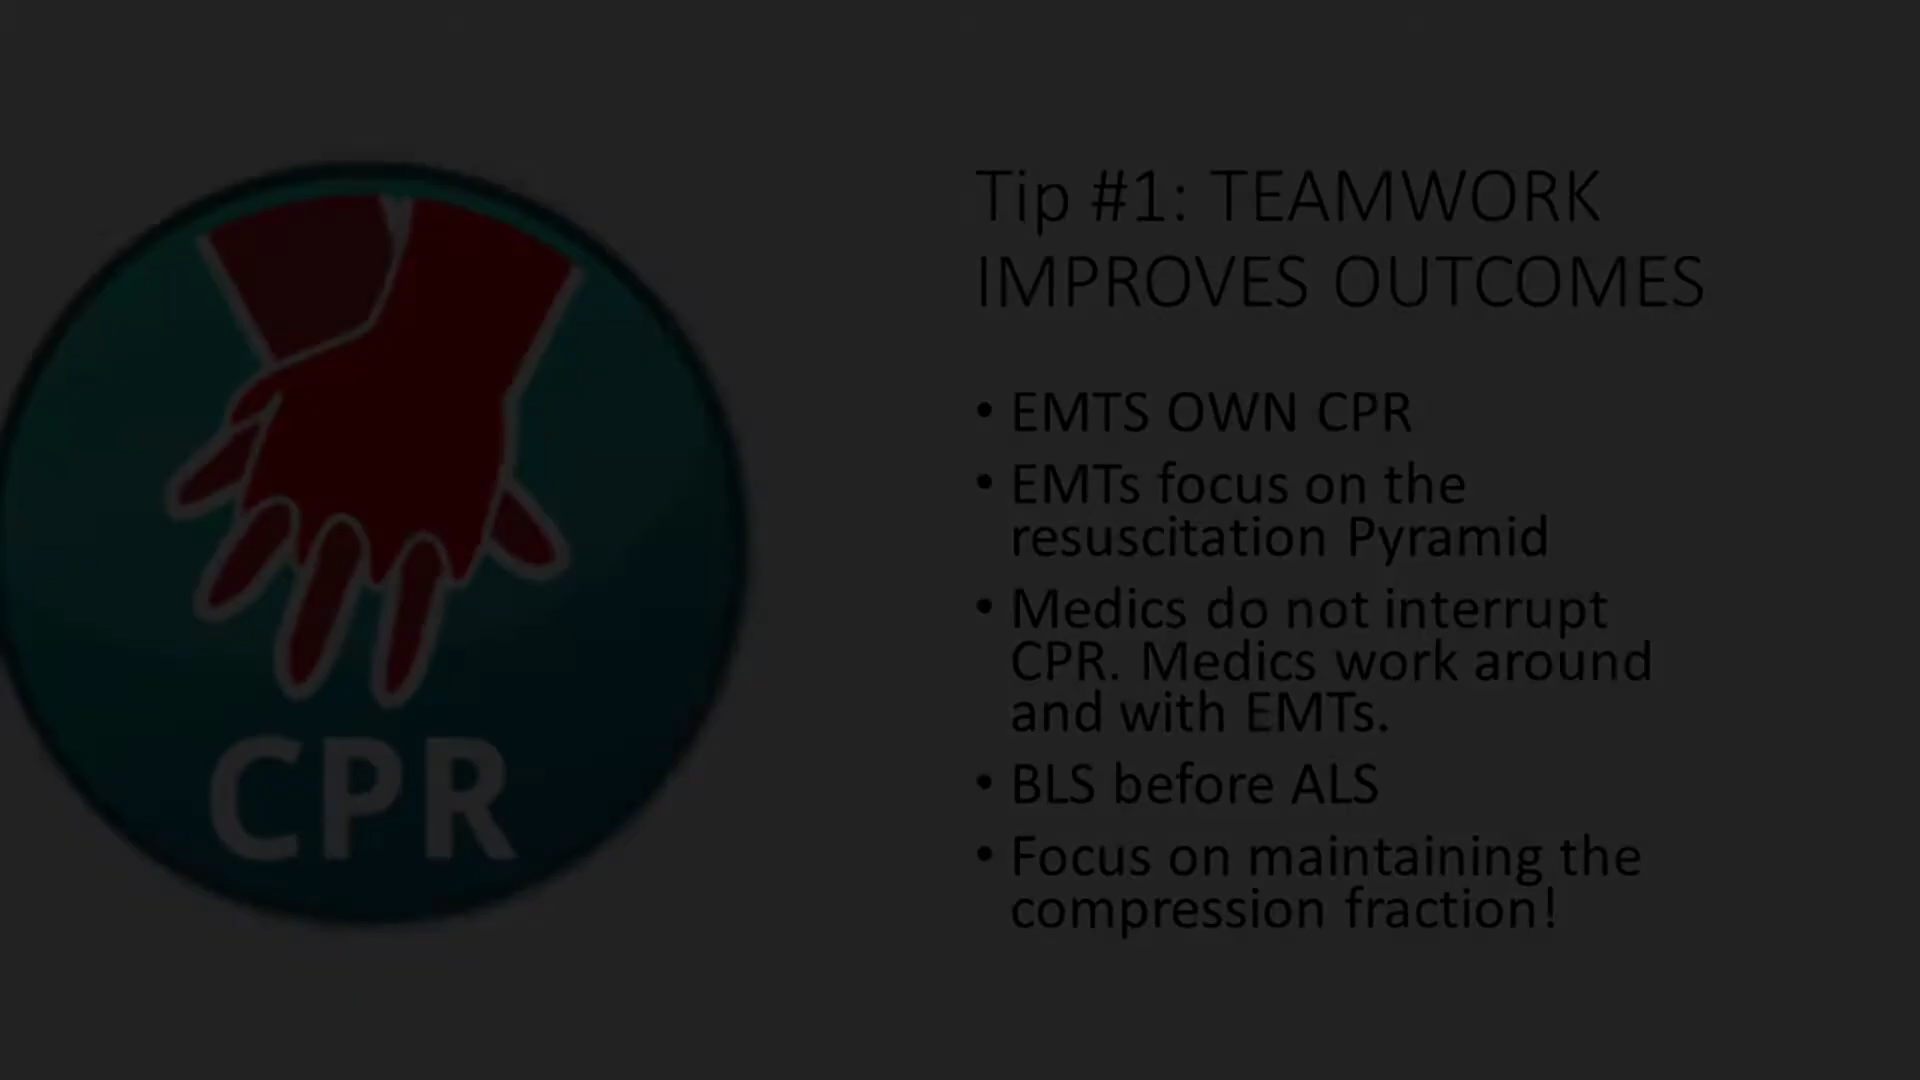 Tip #1: TEAMWORK
IMPROVES OUTCOMES
• EMTS OWN CPR
• EMTs focus on the
resuscitation Pyramid
• Medics do not interrupt
CPR. Medics work around
and with EMTs.
• BLS before ALS
• Focus on maintaining the
compression fraction!
CPR